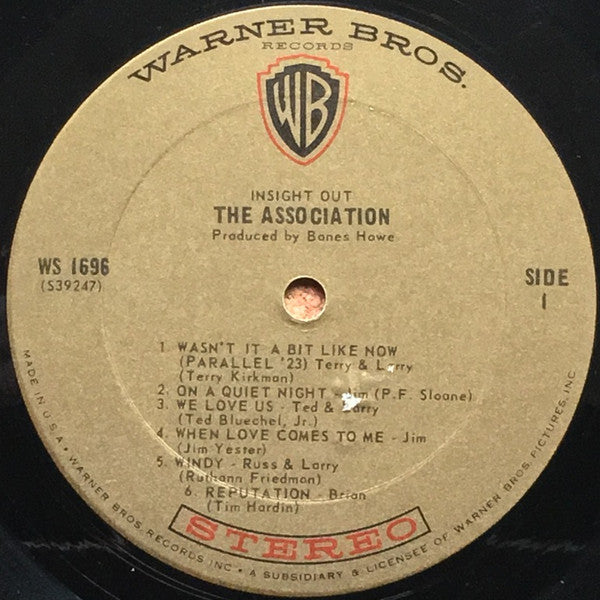 WARNER BROS.
RECORDS
WB
INSIGHT OUT
THE ASSOCIATION
Produced by Bones Howe
WS 1696
(S39247)
SIDE
1
1. WASN'T IT A BIT LIKE NOW
(PARALLEL '23) Terry & Larry
(Terry Kirkman)
2. ON A QUIET NIGHT - Jim (P.F. Sloane)
3. WE LOVE US - Ted & Larry
(Ted Bluechel, Jr.)
4. WHEN LOVE COMES TO ME - Jim
(Jim Yester)
5. WINDY - Russ & Larry
(Ruthann Friedman)
6. REPUTATION - Brian
(Tim Hardin)
STEREO
MADE IN U.S.A. • WARNER BROS. RECORDS INC. • A SUBSIDIARY & LICENSEE OF WARNER BROS. PICTURES, INC.